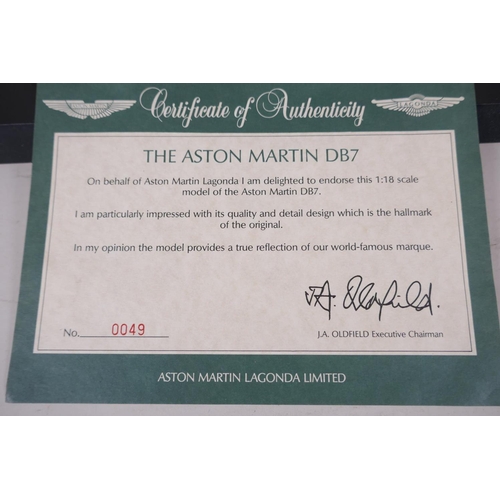 Certificate of Authenticity
LAGONDA
THE ASTON MARTIN DB7
On behalf of Aston Martin Lagonda I am delighted to endorse this 1:18 scale
model of the Aston Martin DB7.
I am particularly impressed with its quality and detail design which is the hallmark
of the original.
In my opinion the model provides a true reflection of our world-famous marque.
J.A. Oldfield.
No. 0049
J.A. OLDFIELD Executive Chairman
ASTON MARTIN LAGONDA LIMITED